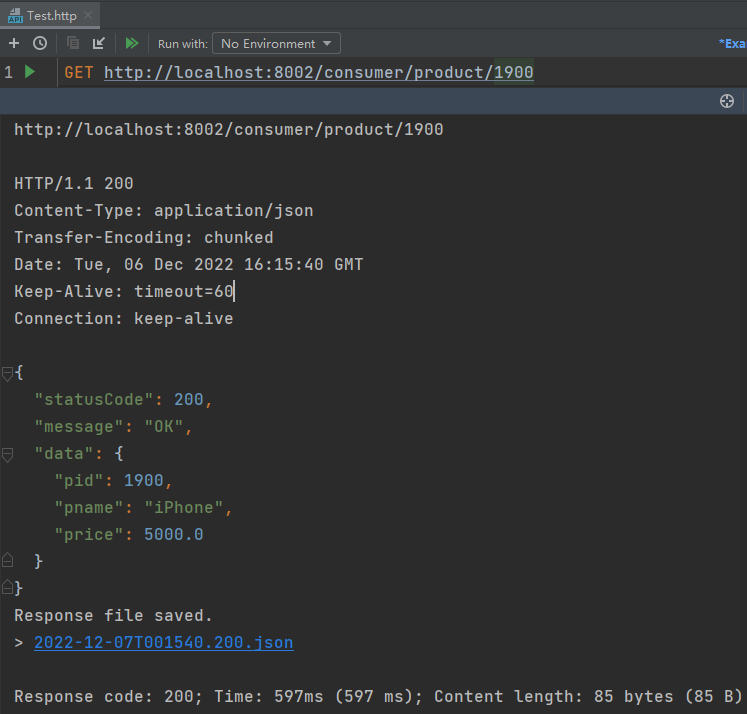 API Test.http
Run with: No Environment *Exa
1 GET http://localhost:8002/consumer/product/1900
http://localhost:8002/consumer/product/1900
HTTP/1.1 200
Content-Type: application/json
Transfer-Encoding: chunked
Date: Tue, 06 Dec 2022 16:15:40 GMT
Keep-Alive: timeout=60
Connection: keep-alive
{
"statusCode": 200,
"message": "OK",
"data": {
"pid": 1900,
"pname": "iPhone",
"price": 5000.0
}
}
Response file saved.
> 2022-12-07T001540.200.json
Response code: 200; Time: 597ms (597 ms); Content length: 85 bytes (85 B)